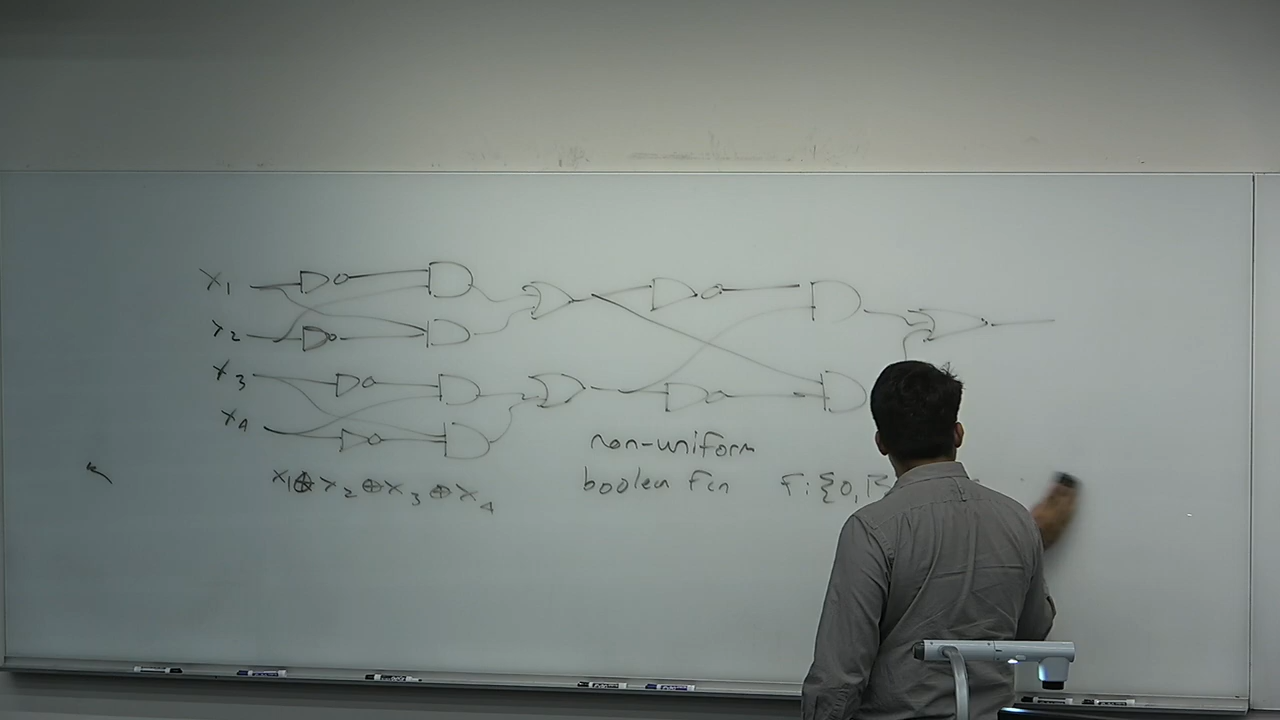 x₁
x₂
x₃
x₄
x₁⊕x₂⊕x₃⊕x₄
non-uniform
boolean fcn f:{0,1